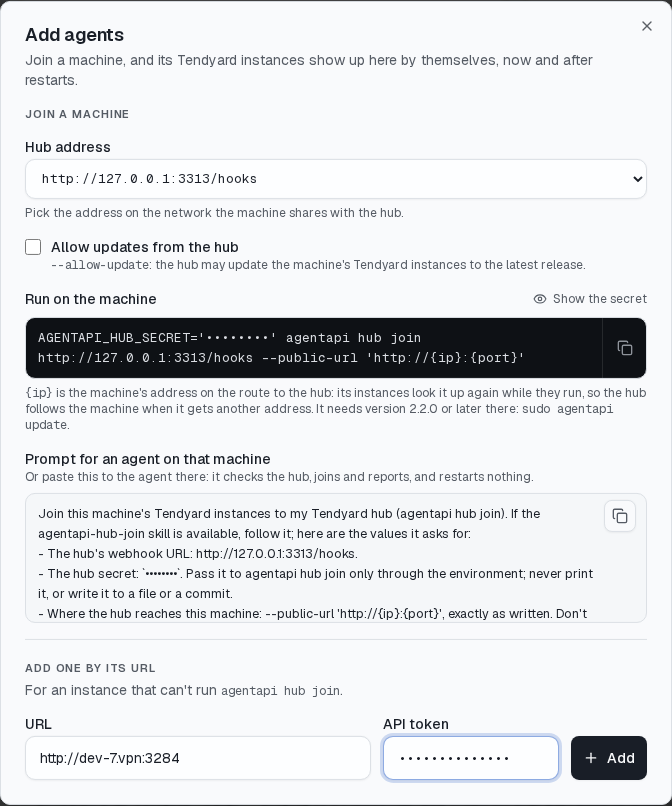 Add agents
Join a machine, and its Tendyard instances show up here by themselves, now and after
restarts.
JOIN A MACHINE
Hub address
http://127.0.0.1:3313/hooks
Pick the address on the network the machine shares with the hub.
Allow updates from the hub
--allow-update: the hub may update the machine's Tendyard instances to the latest release.
Run on the machine
Show the secret
AGENTAPI_HUB_SECRET='••••••••' agentapi hub join
http://127.0.0.1:3313/hooks --public-url 'http://{ip}:{port}'
{ip} is the machine's address on the route to the hub: its instances look it up again while they run, so the hub
follows the machine when it gets another address. It needs version 2.2.0 or later there: sudo agentapi
update.
Prompt for an agent on that machine
Or paste this to the agent there: it checks the hub, joins and reports, and restarts nothing.
Join this machine's Tendyard instances to my Tendyard hub (agentapi hub join). If the
agentapi-hub-join skill is available, follow it; here are the values it asks for:
- The hub's webhook URL: http://127.0.0.1:3313/hooks.
- The hub secret: `••••••••`. Pass it to agentapi hub join only through the environment; never print
it, or write it to a file or a commit.
- Where the hub reaches this machine: --public-url 'http://{ip}:{port}', exactly as written. Don't
ADD ONE BY ITS URL
For an instance that can't run agentapi hub join.
URL
API token
http://dev-7.vpn:3284
••••••••••••••
Add